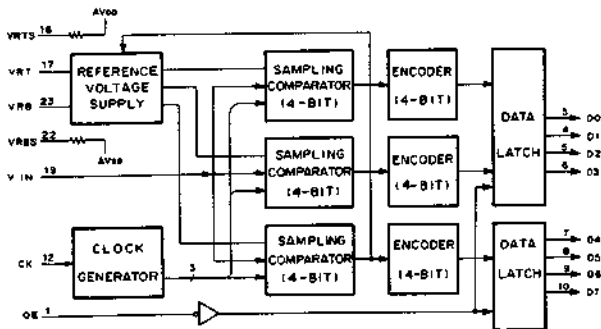 VRTS 16
AVDD
VRT 17
VRB 23
VRBS 22
AVSS
V IN 19
CK 12
OE 1
REFERENCE
VOLTAGE
SUPPLY
CLOCK
GENERATOR
3
SAMPLING
COMPARATOR
(4-BIT)
SAMPLING
COMPARATOR
(4-BIT)
SAMPLING
COMPARATOR
(4-BIT)
ENCODER
(4-BIT)
ENCODER
(4-BIT)
ENCODER
(4-BIT)
DATA
LATCH
DATA
LATCH
3 D0
4 D1
5 D2
6 D3
7 D4
8 D5
9 D6
10 D7